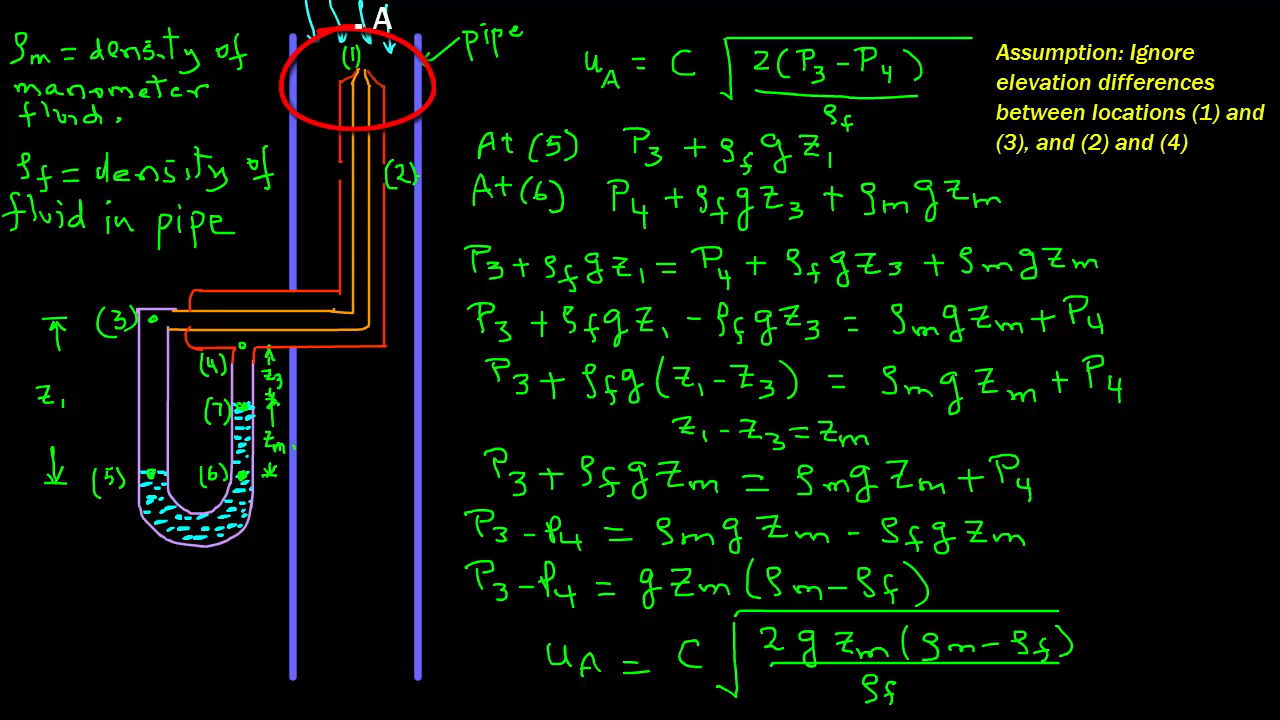 ρm = density of
manometer
fluid.
ρf = density of
fluid in pipe
A
(1)
pipe
(2)
(3)
z1
(4)
z3
(7)
zm
(5)
(6)
uA = C √(2(P3 − P4) / ρf)
At (5) P3 + ρf g z1
At (6) P4 + ρf g z3 + ρm g zm
P3 + ρf g z1 = P4 + ρf g z3 + ρm g zm
P3 + ρf g z1 − ρf g z3 = ρm g zm + P4
P3 + ρf g (z1 − z3) = ρm g zm + P4
z1 − z3 = zm
P3 + ρf g zm = ρm g zm + P4
P3 − P4 = ρm g zm − ρf g zm
P3 − P4 = g zm (ρm − ρf)
uA = C √(2 g zm (ρm − ρf) / ρf)
Assumption: Ignore
elevation differences
between locations (1) and
(3), and (2) and (4)